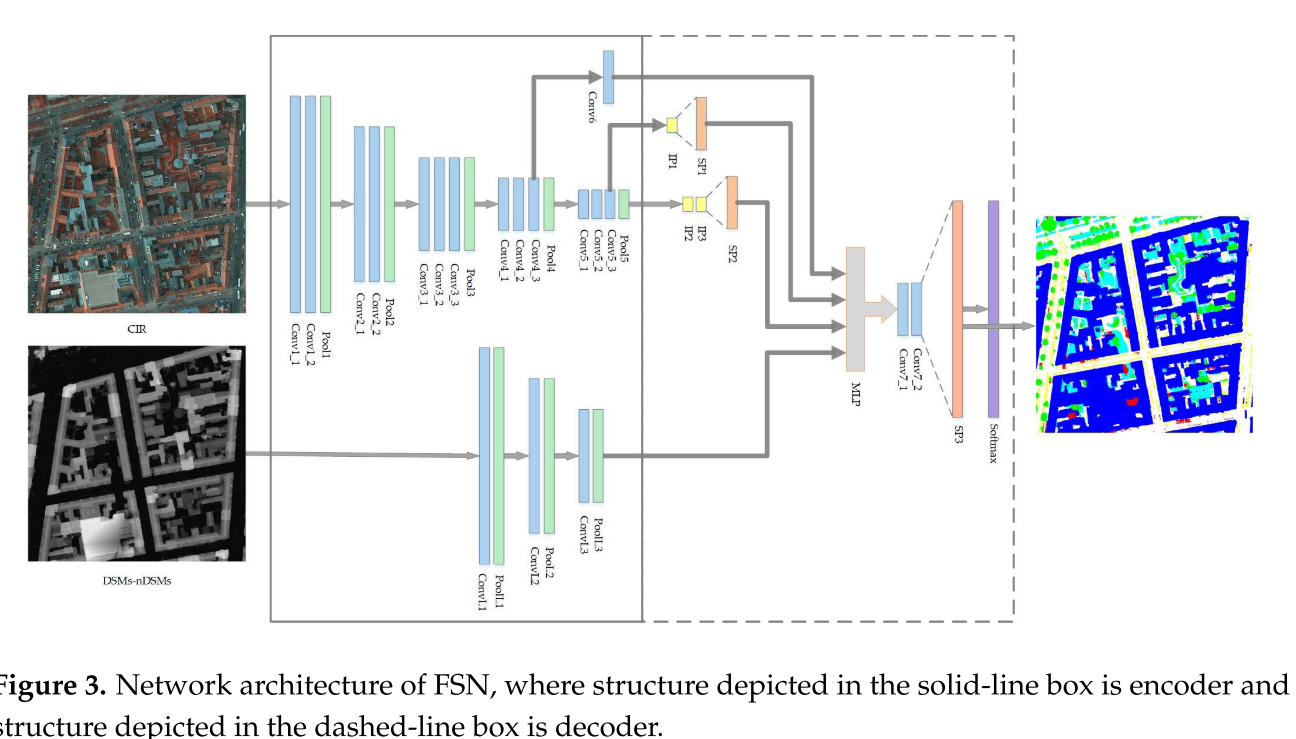 Conv6
IP1
SP1
IP2
IP3
SP2
Conv1_1
Conv1_2
Pool1
Conv2_1
Conv2_2
Pool2
Conv3_1
Conv3_2
Conv3_3
Pool3
Conv4_1
Conv4_2
Conv4_3
Pool4
Conv5_1
Conv5_2
Conv5_3
Pool5
CIR
MLP
Conv7_1
Conv7_2
SP3
Softmax
ConvL1
PoolL1
ConvL2
PooL2
ConvL3
PoolL3
DSMs-nDSMs
Figure 3. Network architecture of FSN, where structure depicted in the solid-line box is encoder and
structure depicted in the dashed-line box is decoder.